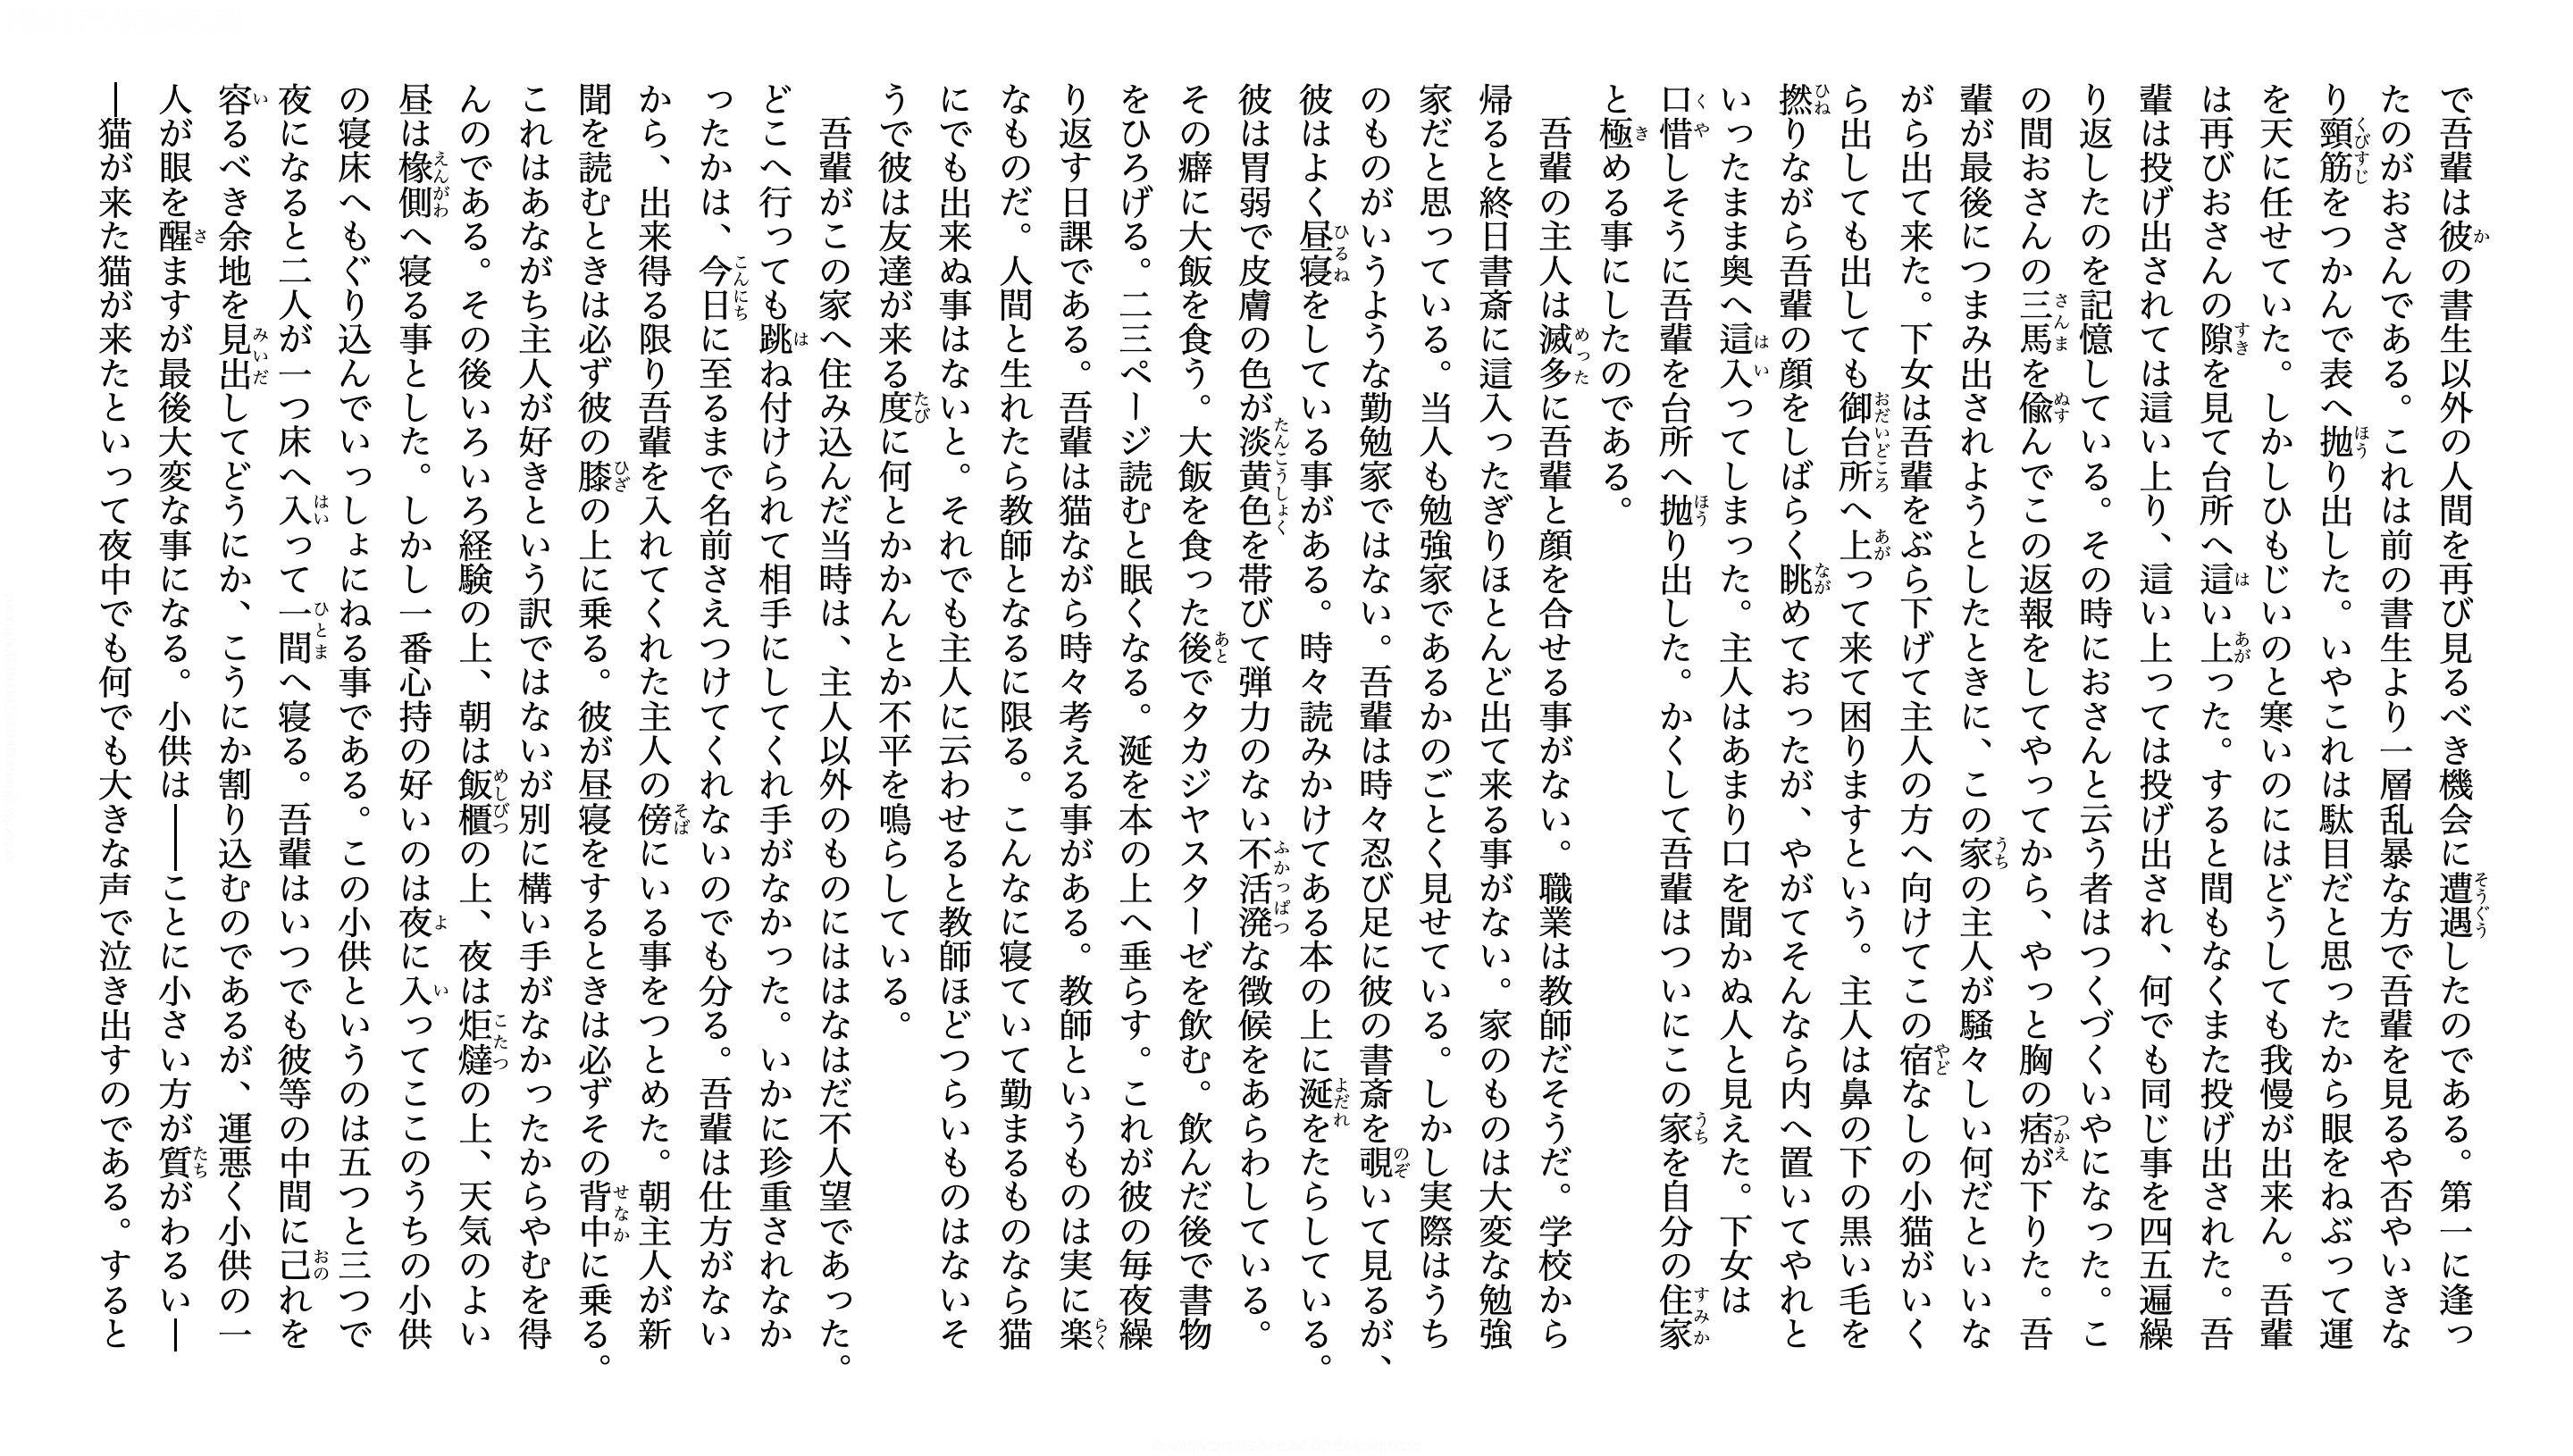 で吾輩は彼の書生以外の人間を再び見るべき機会に遭遇したのである。第一に逢っ
たのがおさんである。これは前の書生より一層乱暴な方で吾輩を見るや否やいきな
り頸筋をつかんで表へ抛り出した。いやこれは駄目だと思ったから眼をねぶって運
を天に任せていた。しかしひもじいのと寒いのにはどうしても我慢が出来ん。吾輩
は再びおさんの隙を見て台所へ這い上った。すると間もなくまた投げ出された。吾
輩は投げ出されては這い上り、這い上っては投げ出され、何でも同じ事を四五遍繰
り返したのを記憶している。その時におさんと云う者はつくづくいやになった。こ
の間おさんの三馬を偸んでこの返報をしてやってから、やっと胸の痞が下りた。吾
輩が最後につまみ出されようとしたときに、この家の主人が騒々しい何だといいな
がら出て来た。下女は吾輩をぶら下げて主人の方へ向けてこの宿なしの小猫がいく
ら出しても出しても御台所へ上って来て困りますという。主人は鼻の下の黒い毛を
撚りながら吾輩の顔をしばらく眺めておったが、やがてそんなら内へ置いてやれと
いったまま奥へ這入ってしまった。主人はあまり口を聞かぬ人と見えた。下女は
口惜しそうに吾輩を台所へ抛り出した。かくして吾輩はついにこの家を自分の住家
と極める事にしたのである。
吾輩の主人は滅多に吾輩と顔を合せる事がない。職業は教師だそうだ。学校から
帰ると終日書斎に這入ったぎりほとんど出て来る事がない。家のものは大変な勉強
家だと思っている。当人も勉強家であるかのごとく見せている。しかし実際はうち
のものがいうような勤勉家ではない。吾輩は時々忍び足に彼の書斎を覗いて見るが、
彼はよく昼寝をしている事がある。時々読みかけてある本の上に涎をたらしている。
彼は胃弱で皮膚の色が淡黄色を帯びて弾力のない不活溌な徴候をあらわしている。
その癖に大飯を食う。大飯を食った後でタカジヤスターゼを飲む。飲んだ後で書物
をひろげる。二三ページ読むと眠くなる。涎を本の上へ垂らす。これが彼の毎夜繰
り返す日課である。吾輩は猫ながら時々考える事がある。教師というものは実に楽
なものだ。人間と生れたら教師となるに限る。こんなに寝ていて勤まるものなら猫
にでも出来ぬ事はないと。それでも主人に云わせると教師ほどつらいものはないそ
うで彼は友達が来る度に何とかかんとか不平を鳴らしている。
吾輩がこの家へ住み込んだ当時は、主人以外のものにははなはだ不人望であった。
どこへ行っても跳ね付けられて相手にしてくれ手がなかった。いかに珍重されなか
ったかは、今日に至るまで名前さえつけてくれないのでも分る。吾輩は仕方がない
から、出来得る限り吾輩を入れてくれた主人の傍にいる事をつとめた。朝主人が新
聞を読むときは必ず彼の膝の上に乗る。彼が昼寝をするときは必ずその背中に乗る。
これはあながち主人が好きという訳ではないが別に構い手がなかったからやむを得
んのである。その後いろいろ経験の上、朝は飯櫃の上、夜は炬燵の上、天気のよい
昼は椽側へ寝る事とした。しかし一番心持の好いのは夜に入ってここのうちの小供
の寝床へもぐり込んでいっしょにねる事である。この小供というのは五つと三つで
夜になると二人が一つ床へ入って一間へ寝る。吾輩はいつでも彼等の中間に己れを
容るべき余地を見出してどうにか、こうにか割り込むのであるが、運悪く小供の一
人が眼を醒ますが最後大変な事になる。小供は――ことに小さい方が質がわるい―
―猫が来た猫が来たといって夜中でも何でも大きな声で泣き出すのである。すると